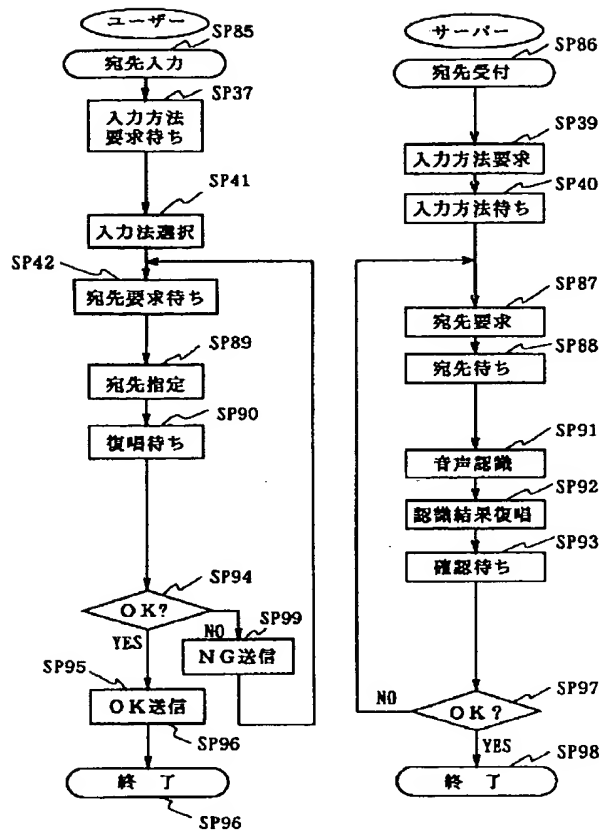 ユーザー
SP85
宛先入力
SP37
入力方法
要求待ち
SP41
入力法選択
SP42
宛先要求待ち
SP89
宛先指定
SP90
復唱待ち
SP94
OK?
YES
NO
SP99
NG送信
SP95
OK送信
SP96
終了
SP96
サーバー
SP86
宛先受付
SP39
入力方法要求
SP40
入力方法待ち
SP87
宛先要求
SP88
宛先待ち
SP91
音声認識
SP92
認識結果復唱
SP93
確認待ち
SP97
NO
OK?
YES
SP98
終了